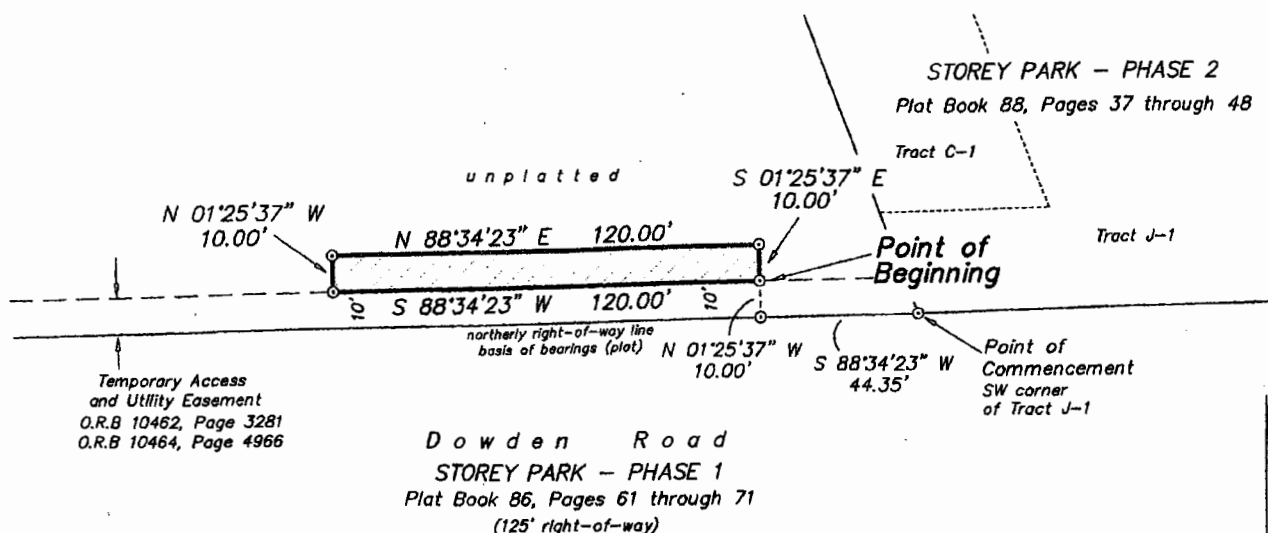 STOREY PARK – PHASE 2
Plat Book 88, Pages 37 through 48
Tract C-1
unplatted
S 01°25'37" E
10.00'
N 01°25'37" W
10.00'
N 88°34'23" E 120.00'
Tract J-1
Point of
Beginning
10'
S 88°34'23" W 120.00'
10'
northerly right-of-way line
basis of bearings (plat)
N 01°25'37" W
10.00'
S 88°34'23" W
44.35'
Point of
Commencement
SW corner
of Tract J-1
Temporary Access
and Utility Easement
O.R.B 10462, Page 3281
O.R.B 10464, Page 4966
Dowden Road
STOREY PARK – PHASE 1
Plat Book 86, Pages 61 through 71
(125' right-of-way)